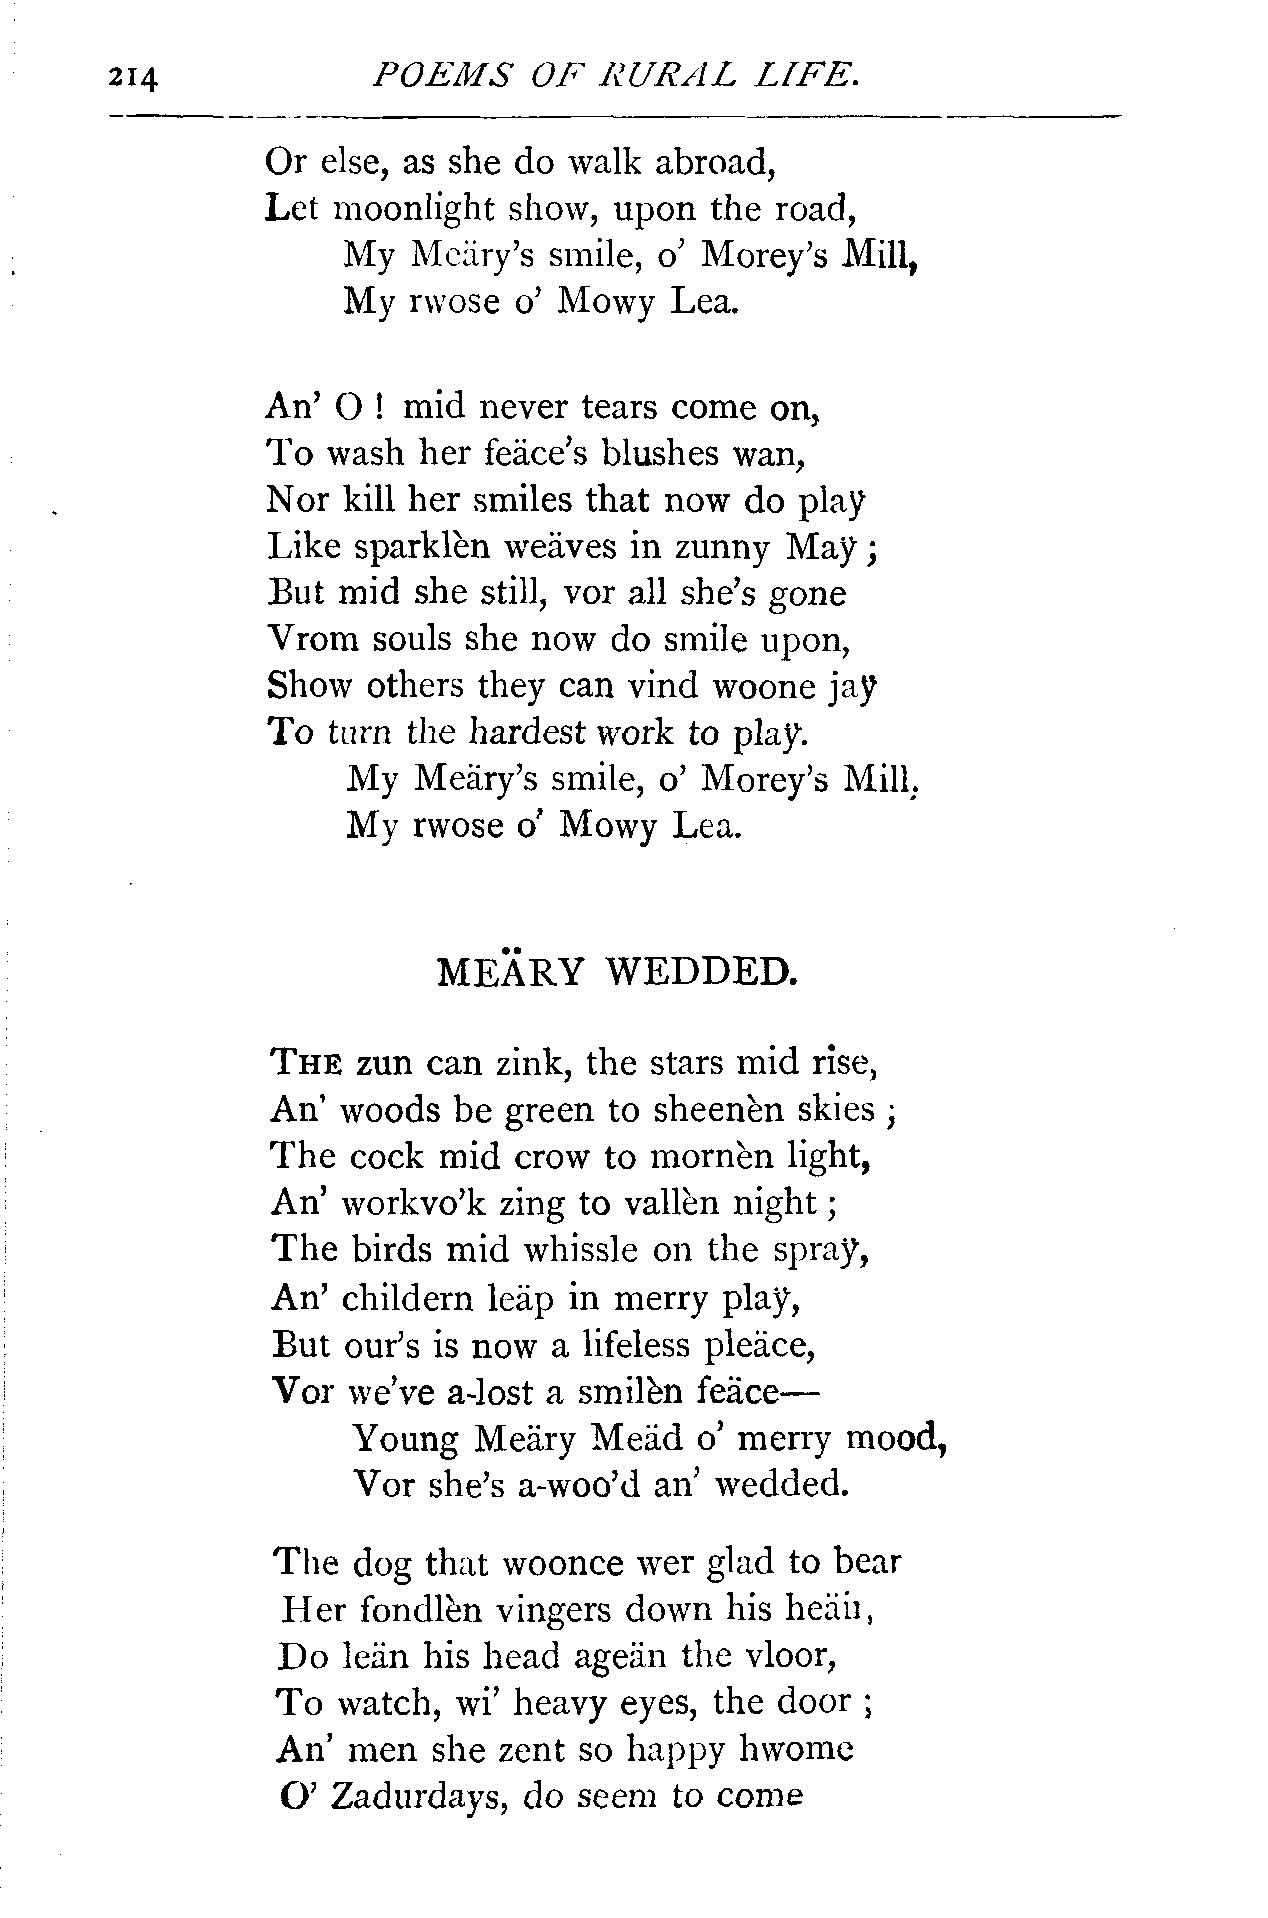 214 POEMS OF RURAL LIFE.
Or else, as she do walk abroad,
Let moonlight show, upon the road,
My Meäry's smile, o' Morey's Mill,
My rwose o' Mowy Lea.
An' O ! mid never tears come on,
To wash her feäce's blushes wan,
Nor kill her smiles that now do plaÿ
Like sparklèn weäves in zunny Maÿ ;
But mid she still, vor all she's gone
Vrom souls she now do smile upon,
Show others they can vind woone jaÿ
To turn the hardest work to plaÿ.
My Meäry's smile, o' Morey's Mill,
My rwose o' Mowy Lea.
MEÄRY WEDDED.
THE zun can zink, the stars mid rise,
An' woods be green to sheenèn skies ;
The cock mid crow to mornèn light,
An' workvo'k zing to vallèn night ;
The birds mid whissle on the spraÿ,
An' childern leäp in merry plaÿ,
But our's is now a lifeless pleäce,
Vor we've a-lost a smilèn feäce—
Young Meäry Meäd o' merry mood,
Vor she's a-woo'd an' wedded.
The dog that woonce wer glad to bear
Her fondlèn vingers down his heäir,
Do leän his head ageän the vloor,
To watch, wi' heavy eyes, the door ;
An' men she zent so happy hwome
O' Zadurdays, do seem to come